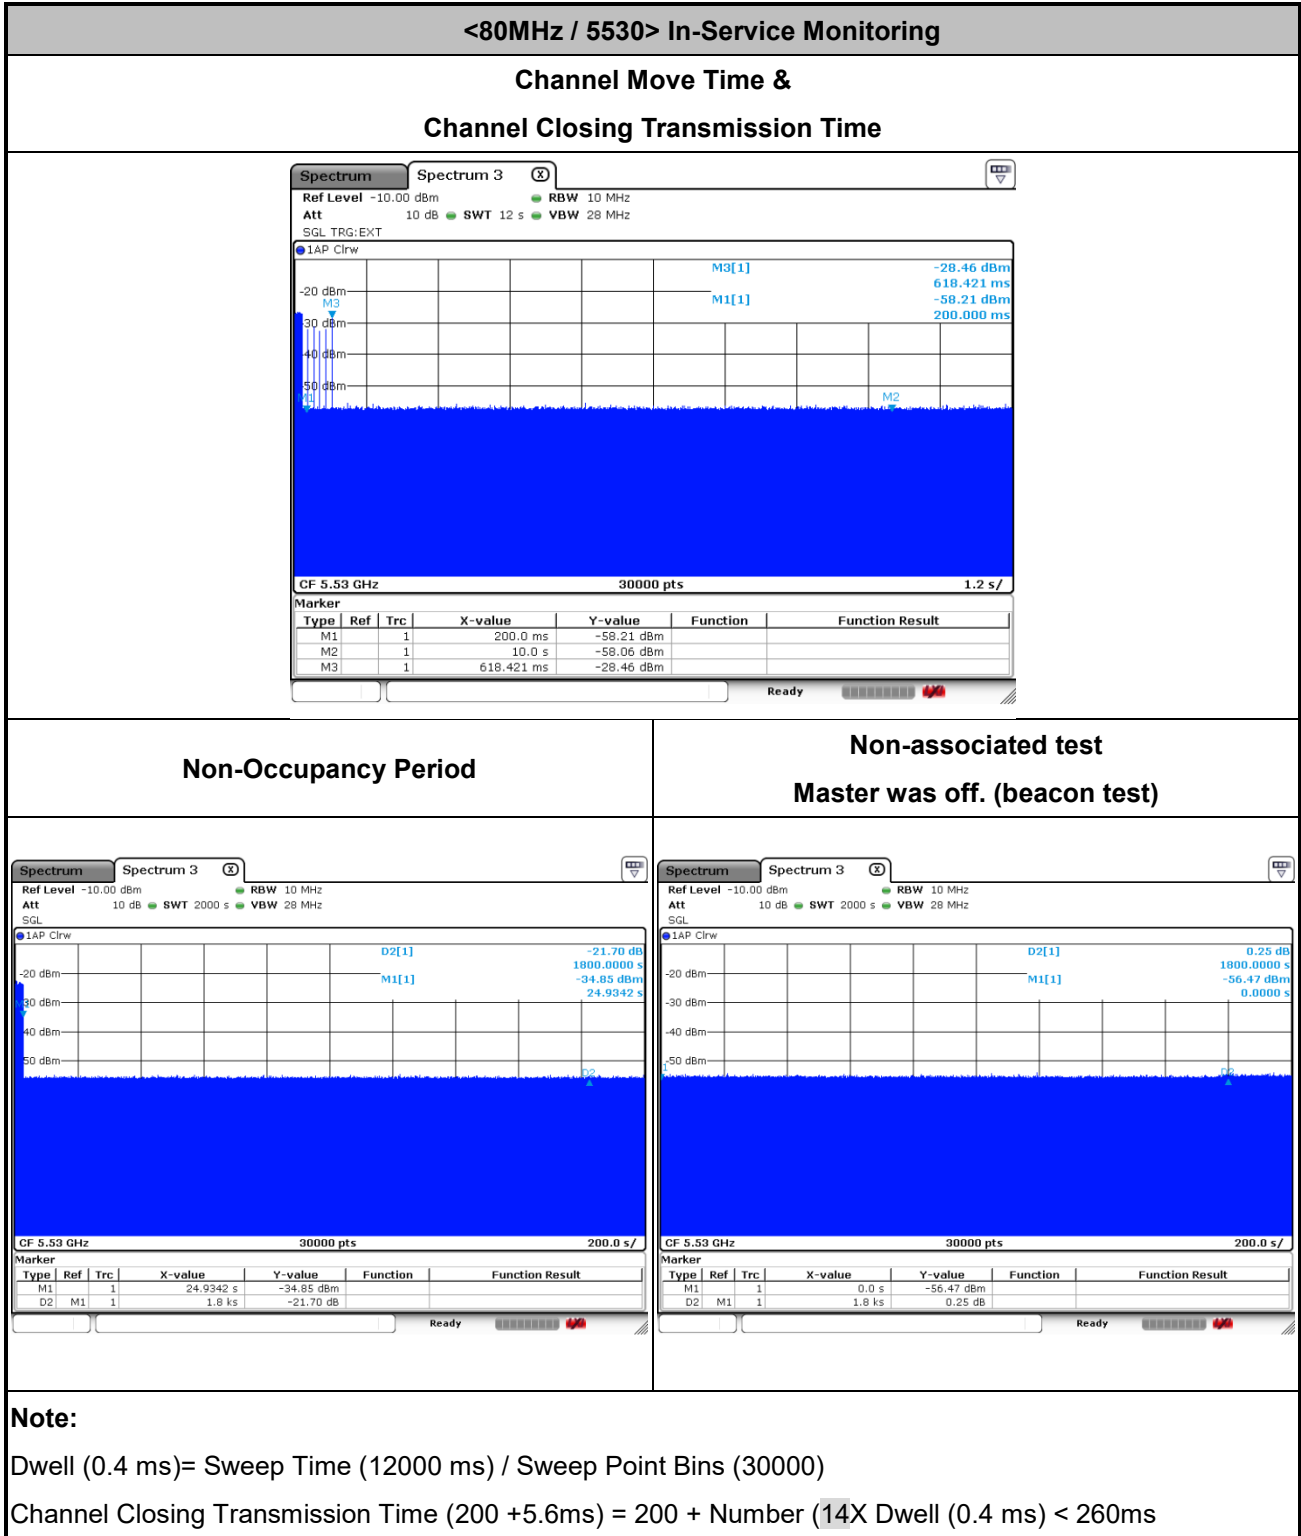 <80MHz / 5530> In-Service Monitoring
Channel Move Time &
Channel Closing Transmission Time
Spectrum Spectrum 3 X
Ref Level -10.00 dBm RBW 10 MHz
Att 10 dB SWT 12 s VBW 28 MHz
SGL TRG:EXT
1AP Clrw
M3[1] -28.46 dBm
618.421 ms
-20 dBm
M1[1] -58.21 dBm
M3
200.000 ms
-30 dBm
-40 dBm
-50 dBm
M1 M2
CF 5.53 GHz 30000 pts 1.2 s/
Marker
Type Ref Trc X-value Y-value Function Function Result
M1 1 200.0 ms -58.21 dBm
M2 1 10.0 s -58.06 dBm
M3 1 618.421 ms -28.46 dBm
Ready
Non-Occupancy Period
Non-associated test
Master was off. (beacon test)
Spectrum Spectrum 3 X
Ref Level -10.00 dBm RBW 10 MHz
Att 10 dB SWT 2000 s VBW 28 MHz
SGL
1AP Clrw
D2[1] -21.70 dB
1800.0000 s
-20 dBm
M1[1] -34.85 dBm
24.9342 s
-30 dBm
-40 dBm
50 dBm
D2
CF 5.53 GHz 30000 pts 200.0 s/
Marker
Type Ref Trc X-value Y-value Function Function Result
M1 1 24.9342 s -34.85 dBm
D2 M1 1 1.8 ks -21.70 dB
Ready
Spectrum Spectrum 3 X
Ref Level -10.00 dBm RBW 10 MHz
Att 10 dB SWT 2000 s VBW 28 MHz
SGL
1AP Clrw
D2[1] 0.25 dB
1800.0000 s
-20 dBm
M1[1] -56.47 dBm
0.0000 s
-30 dBm
-40 dBm
-50 dBm
D2
CF 5.53 GHz 30000 pts 200.0 s/
Marker
Type Ref Trc X-value Y-value Function Function Result
M1 1 0.0 s -56.47 dBm
D2 M1 1 1.8 ks 0.25 dB
Ready
Note:
Dwell (0.4 ms)= Sweep Time (12000 ms) / Sweep Point Bins (30000)
Channel Closing Transmission Time (200 +5.6ms) = 200 + Number (14X Dwell (0.4 ms) < 260ms